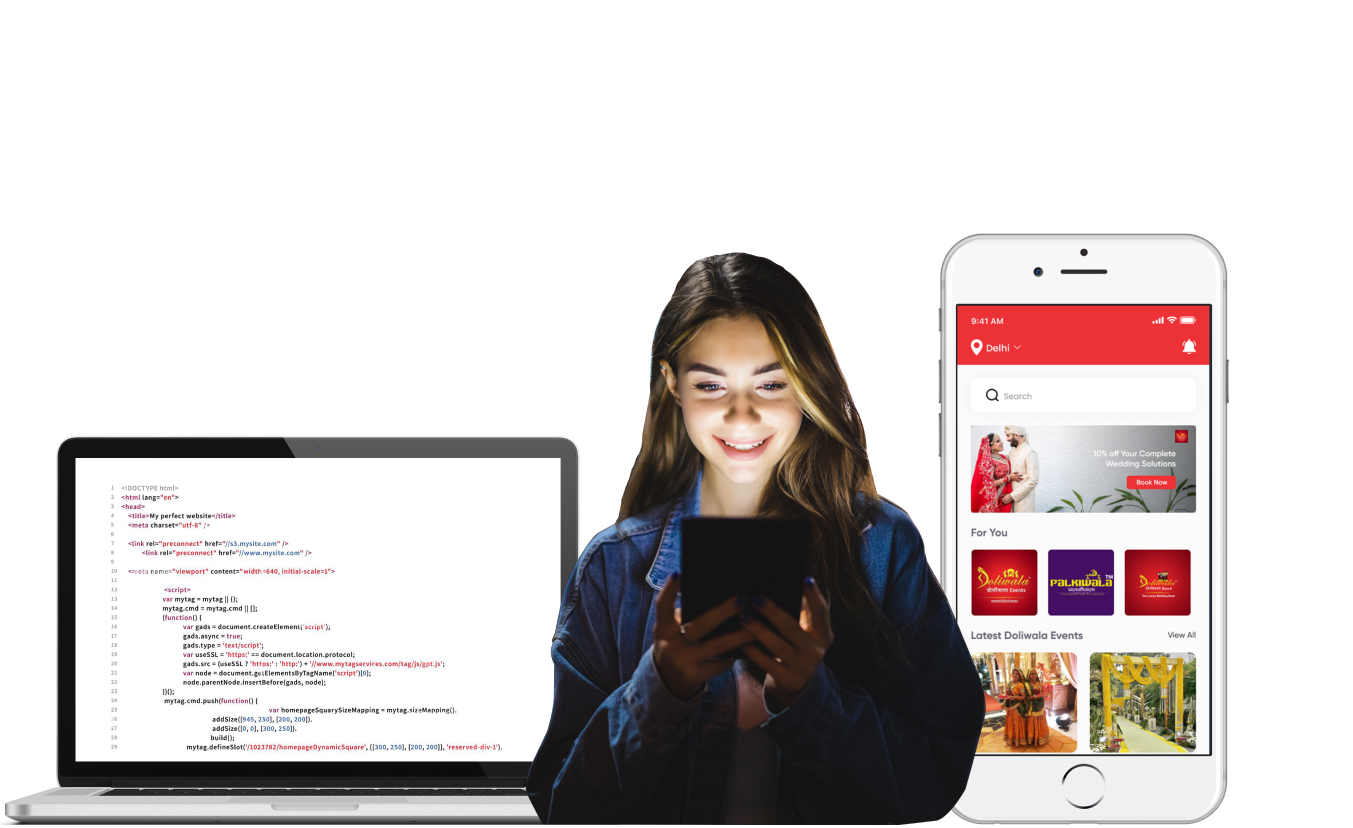 1 <!DOCTYPE html>
2 <html lang="en">
3 <head>
4 <title>My perfect website</title>
5 <meta charset="utf-8" />
6
7 <link rel="preconnect" href="//s3.mysite.com" />
8 <link rel="preconnect" href="//www.mysite.com" />
9
10 <meta name="viewport" content="width=640, initial-scale=1">
11
12 <script>
13 var mytag = mytag || {};
14 mytag.cmd = mytag.cmd || [];
15 (function() {
16 var gads = document.createElement('script');
17 gads.async = true;
18 gads.type = 'text/script';
19 var useSSL = 'https:' == document.location.protocol;
20 gads.src = (useSSL ? 'https:' : 'http:') + '//www.mytagservices.com/tag/js/gpt.js';
21 var node = document.getElementsByTagName('script')[0];
22 node.parentNode.insertBefore(gads, node);
23 })();
24 mytag.cmd.push(function() {
25 var homepageSquarySizeMapping = mytag.sizeMapping().
26 addSize([945, 250], [200, 200]).
27 addSize([0, 0], [300, 250]).
28 build();
29 mytag.defineSlot('/1023782/homepageDynamicSquare', [[300, 250], [200, 200]], 'reserved-div-1').
9:41 AM
Delhi
Search
10% off Your Complete
Wedding Solutions
Book Now
For You
Doliwala
डोलीवाला Events
PALKIWALA™
Doliwala
Latest Doliwala Events View All